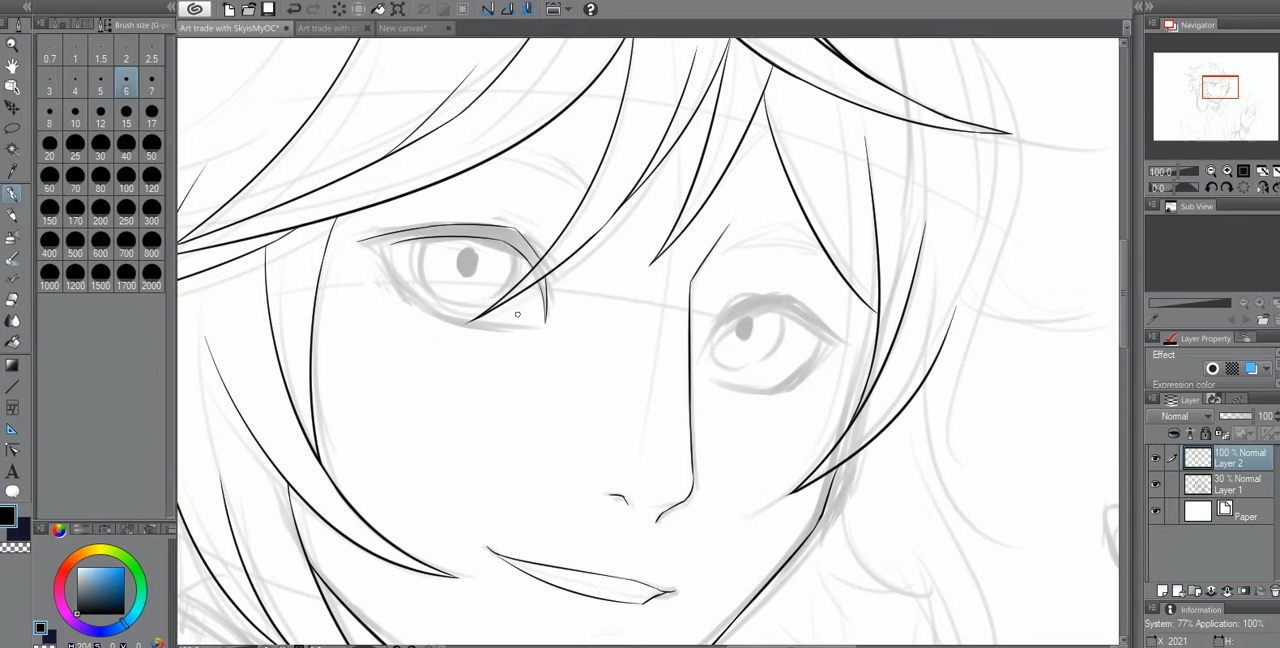 Brush size [G-p
Art trade with SkyisMyOC*
Art trade with
New canvas*
0.7 1 1.5 2 2.5
3 4 5 6 7
8 10 12 15 17
20 25 30 40 50
60 70 80 100 120
150 170 200 250 300
400 500 600 700 800
1000 1200 1500 1700 2000
Navigator
100.0
0.0
Sub View
Layer Property
Effect
Expression color
Layer
Normal
100
100 % Normal
Layer 2
30 % Normal
Layer 1
Paper
Information
System: 77% Application: 100%
X 2021
H: